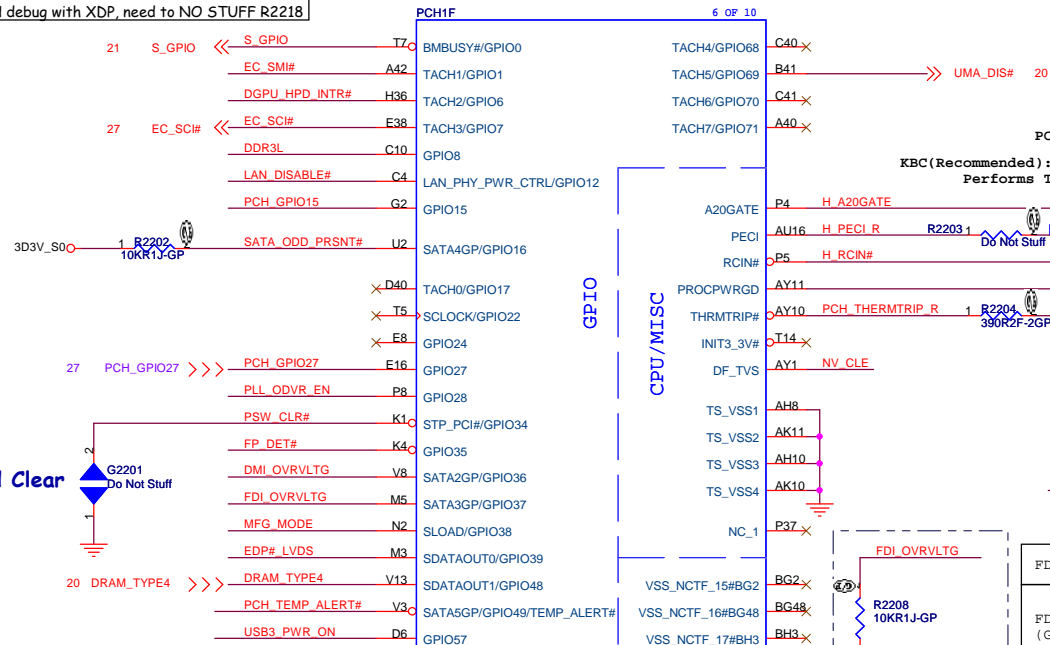 l debug with XDP, need to NO STUFF R2218
PCH1F
6 OF 10
21 S_GPIO S_GPIO T7 BMBUSY#/GPIO0 TACH4/GPIO68 C40
EC_SMI# A42 TACH1/GPIO1 TACH5/GPIO69 B41 UMA_DIS# 20
DGPU_HPD_INTR# H36 TACH2/GPIO6 TACH6/GPIO70 C41
27 EC_SCI# EC_SCI# E38 TACH3/GPIO7 TACH7/GPIO71 A40
PC
DDR3L C10 GPIO8
KBC(Recommended):
LAN_DISABLE# C4 LAN_PHY_PWR_CTRL/GPIO12
Performs T
PCH_GPIO15 G2 GPIO15 A20GATE P4 H_A20GATE
PECI AU16 H_PECI_R R2203 1 2 Do Not Stuff
3D3V_S0 1 R2202 2 10KR1J-GP SATA_ODD_PRSNT# U2 SATA4GP/GPIO16
RCIN# P5 H_RCIN#
D40 TACH0/GPIO17 PROCPWRGD AY11
T5 SCLOCK/GPIO22 THRMTRIP# AY10 PCH_THERMTRIP_R 1 R2204 390R2F-2GP
E8 GPIO24 INIT3_3V# T14
27 PCH_GPIO27 PCH_GPIO27 E16 GPIO27 DF_TVS AY1 NV_CLE
PLL_ODVR_EN P8 GPIO28
GPIO
CPU/MISC
PSW_CLR# K1 STP_PCI#/GPIO34 TS_VSS1 AH8
FP_DET# K4 GPIO35 TS_VSS2 AK11
2
G2201
l Clear Do Not Stuff
1
DMI_OVRVLTG V8 SATA2GP/GPIO36 TS_VSS3 AH10
FDI_OVRVLTG M5 SATA3GP/GPIO37 TS_VSS4 AK10
MFG_MODE N2 SLOAD/GPIO38 NC_1 P37
EDP#_LVDS M3 SDATAOUT0/GPIO39
FDI_OVRVLTG
FD
20 DRAM_TYPE4 DRAM_TYPE4 V13 SDATAOUT1/GPIO48 VSS_NCTF_15#BG2 BG2
PCH_TEMP_ALERT# V3 SATA5GP/GPIO49/TEMP_ALERT# VSS_NCTF_16#BG48 BG48
R2208
10KR1J-GP
FD
(G
USB3_PWR_ON D6 GPIO57 VSS_NCTF_17#BH3 BH3